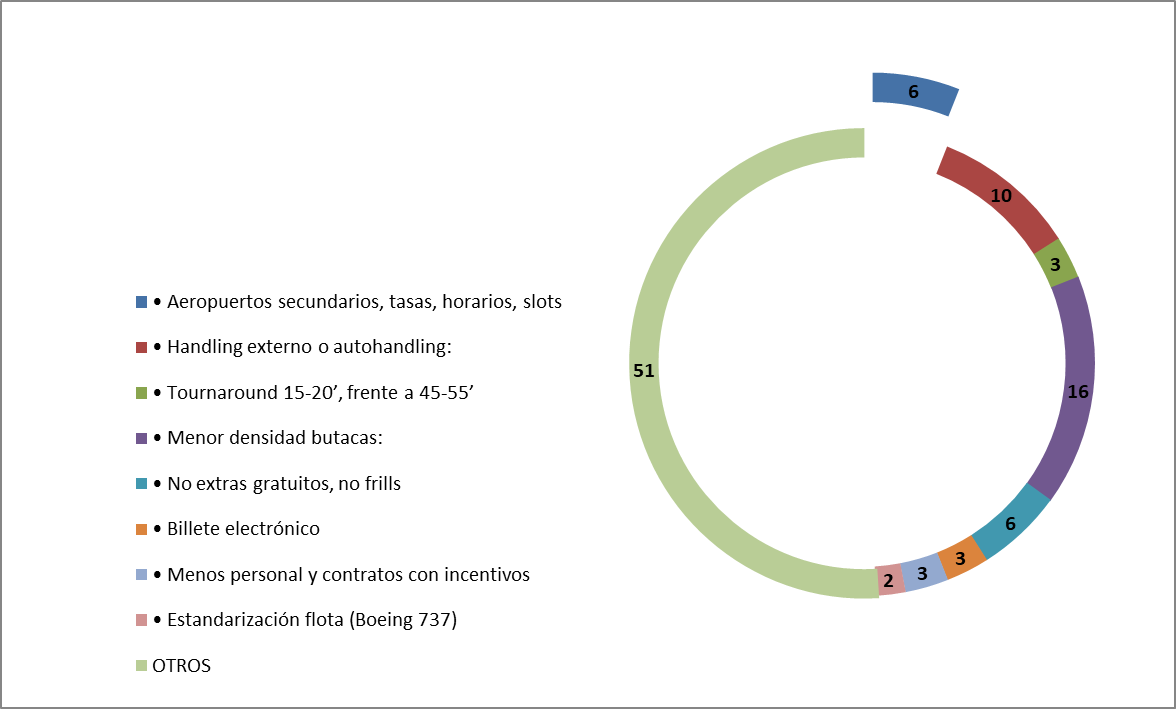 • Aeropuertos secundarios, tasas, horarios, slots
• Handling externo o autohandling:
• Tournaround 15-20’, frente a 45-55’
• Menor densidad butacas:
• No extras gratuitos, no frills
• Billete electrónico
• Menos personal y contratos con incentivos
• Estandarización flota (Boeing 737)
OTROS
6
10
3
16
6
3
3
2
51